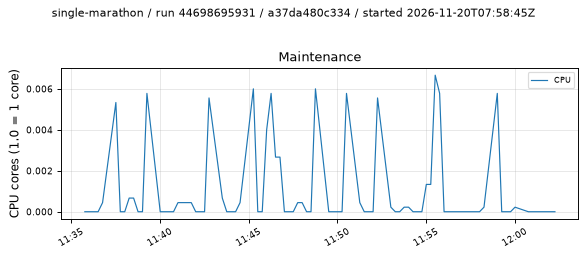 single-marathon / run 44698695931 / a37da480c334 / started 2026-11-20T07:58:45Z
Maintenance
CPU
CPU cores (1.0 = 1 core)
0.006
0.004
0.002
0.000
11:35
11:40
11:45
11:50
11:55
12:00